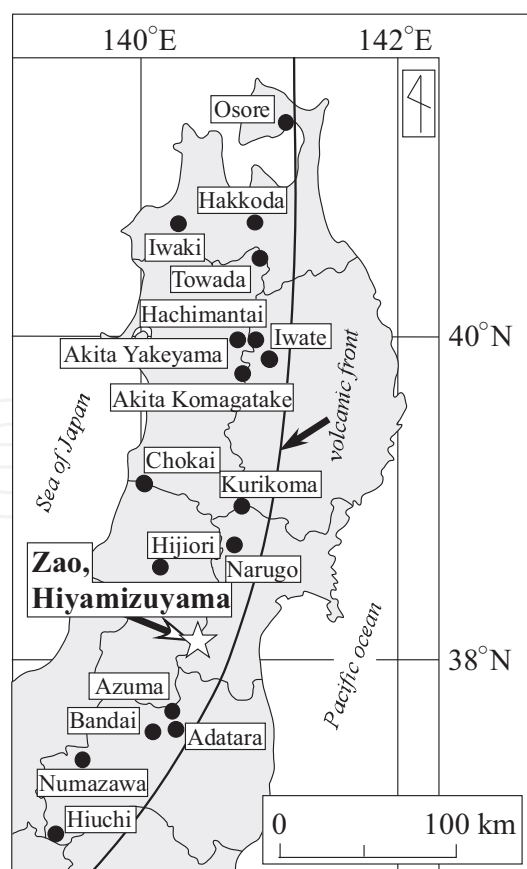 140°E
142°E
Osore
Hakkoda
Iwaki
Towada
Hachimantai
Iwate
40°N
Akita Yakeyama
Akita Komagatake
volcanic front
Sea of Japan
Chokai
Kurikoma
Hijiori
Narugo
Zao,
Hiyamizuyama
38°N
Pacific ocean
Azuma
Bandai
Adatara
Numazawa
Hiuchi
0
100 km